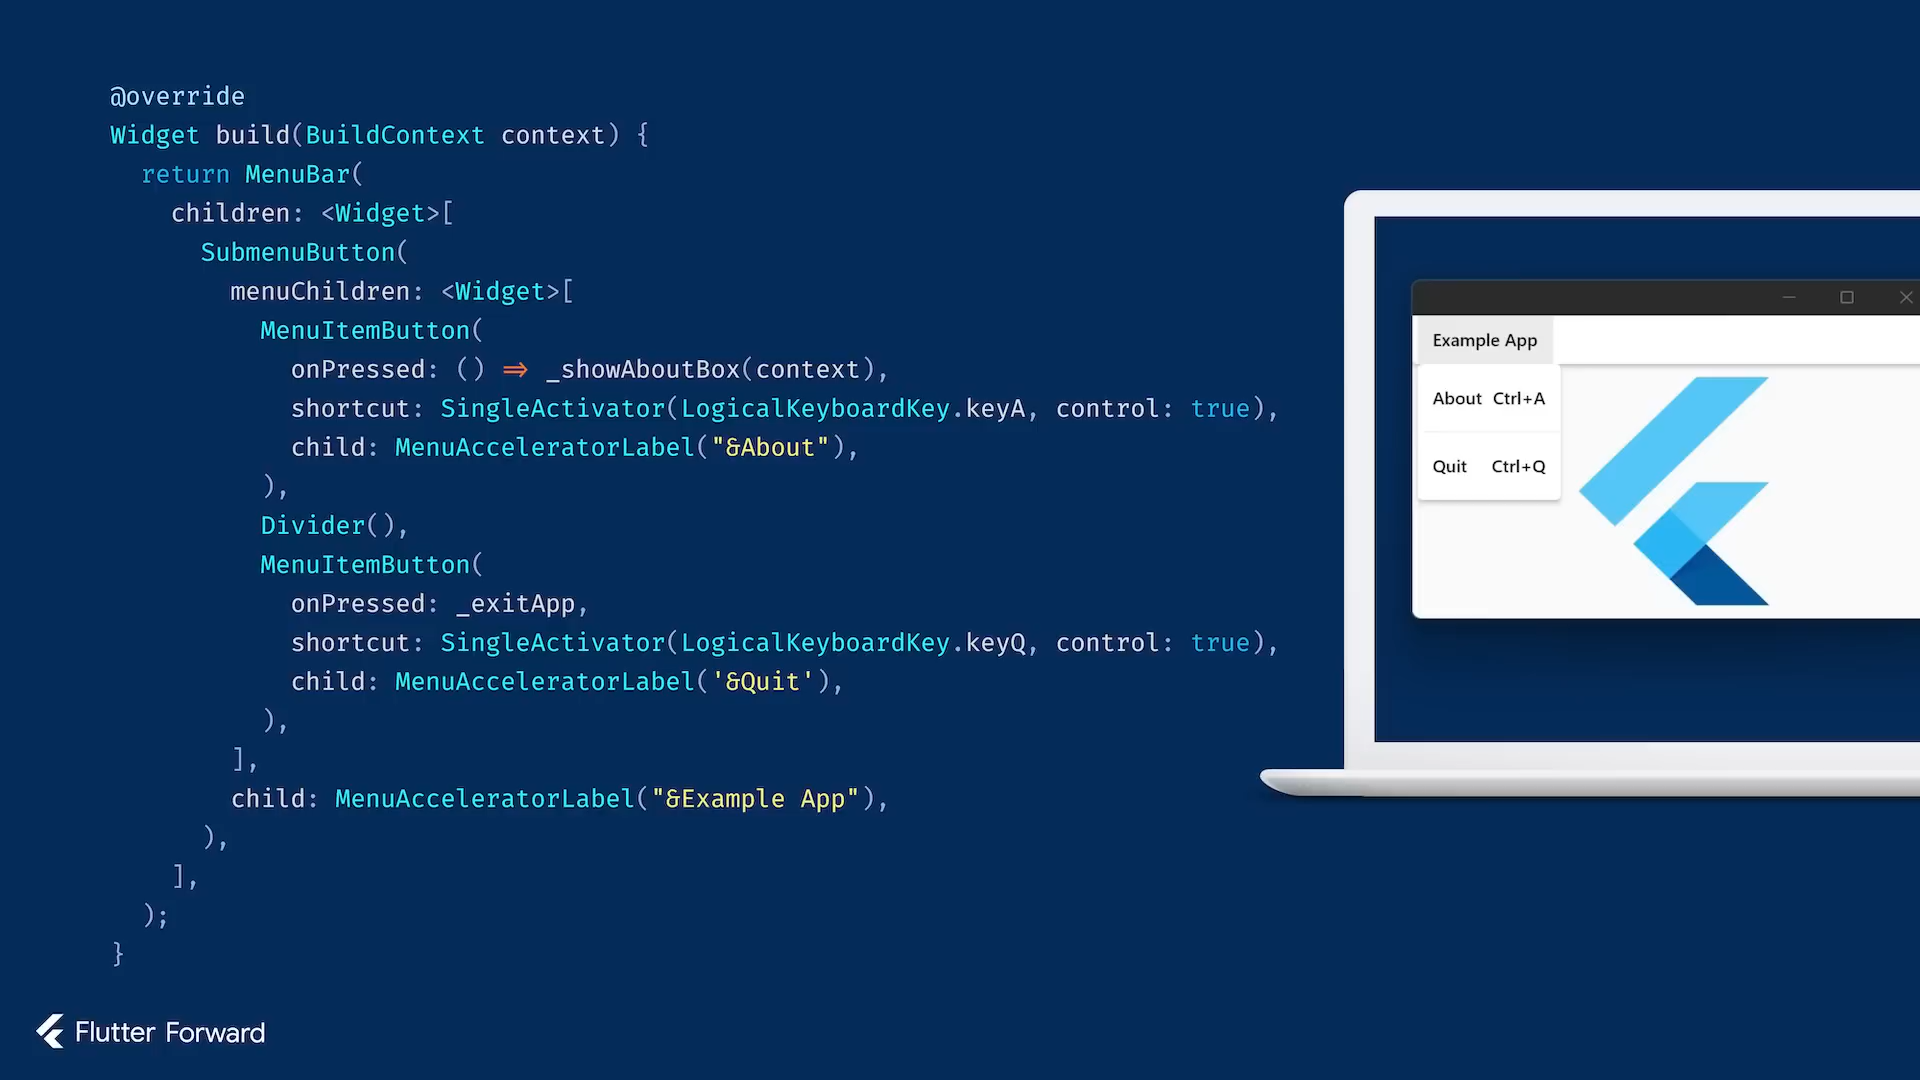 @override
Widget build(BuildContext context) {
return MenuBar(
children: <Widget>[
SubmenuButton(
menuChildren: <Widget>[
MenuItemButton(
onPressed: () => _showAboutBox(context),
shortcut: SingleActivator(LogicalKeyboardKey.keyA, control: true),
child: MenuAcceleratorLabel("&About"),
),
Divider(),
MenuItemButton(
onPressed: _exitApp,
shortcut: SingleActivator(LogicalKeyboardKey.keyQ, control: true),
child: MenuAcceleratorLabel('&Quit'),
),
],
child: MenuAcceleratorLabel("&Example App"),
),
],
);
}
Example App
About Ctrl+A
Quit Ctrl+Q
Flutter Forward